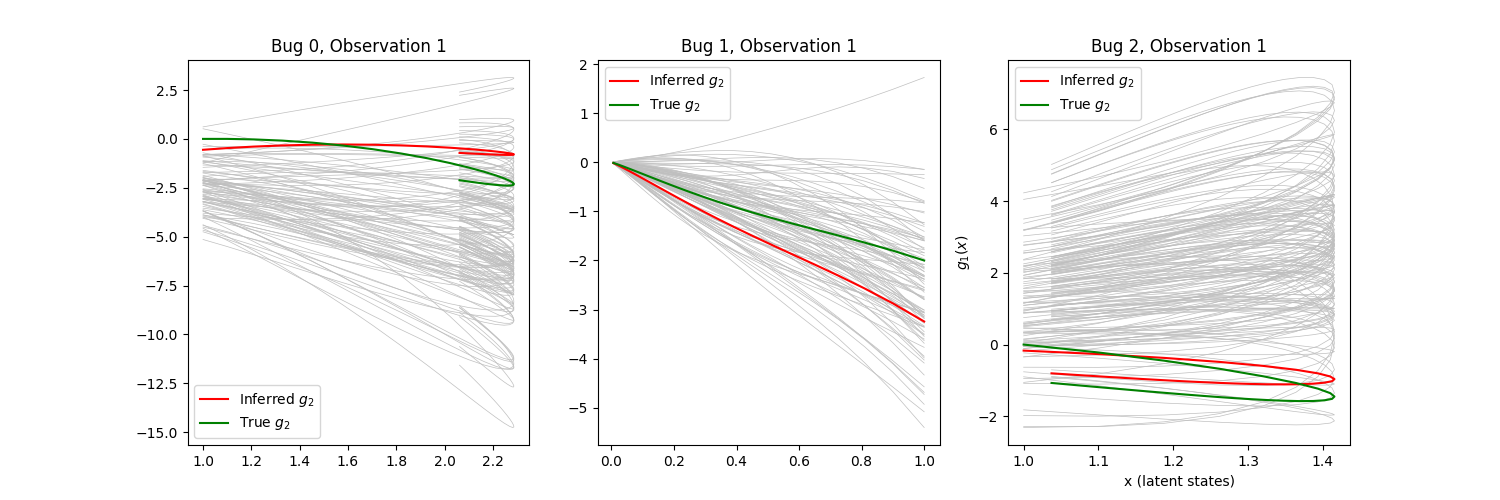 Bug 0, Observation 1
2.5
0.0
−2.5
−5.0
−7.5
−10.0
−12.5
−15.0
Inferred g₂
True g₂
1.0 1.2 1.4 1.6 1.8 2.0 2.2
Bug 1, Observation 1
2
1
0
−1
−2
−3
−4
−5
Inferred g₂
True g₂
0.0 0.2 0.4 0.6 0.8 1.0
Bug 2, Observation 1
g₁(x)
6
4
2
0
−2
Inferred g₂
True g₂
1.0 1.1 1.2 1.3 1.4
x (latent states)